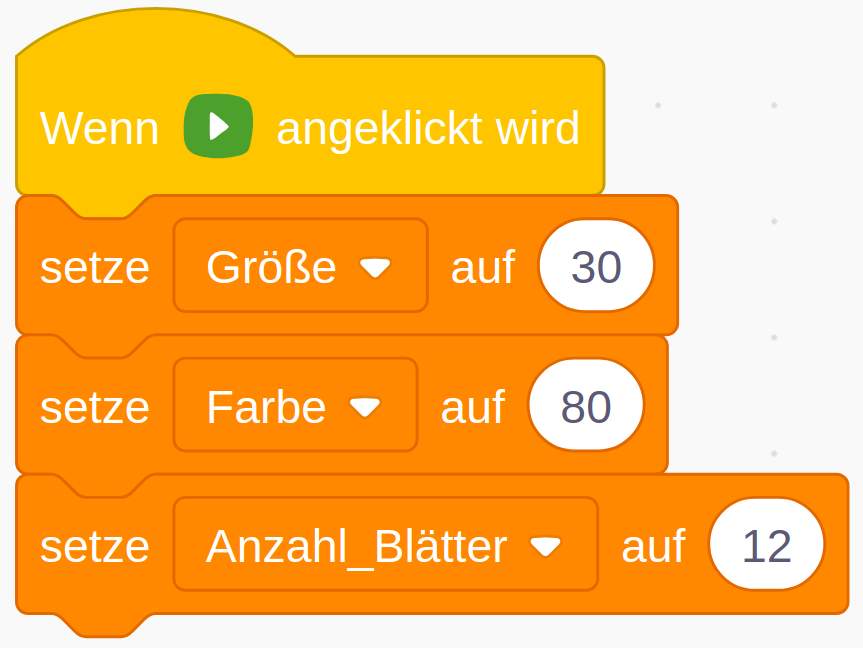 Wenn angeklickt wird
setze Größe auf 30
setze Farbe auf 80
setze Anzahl_Blätter auf 12